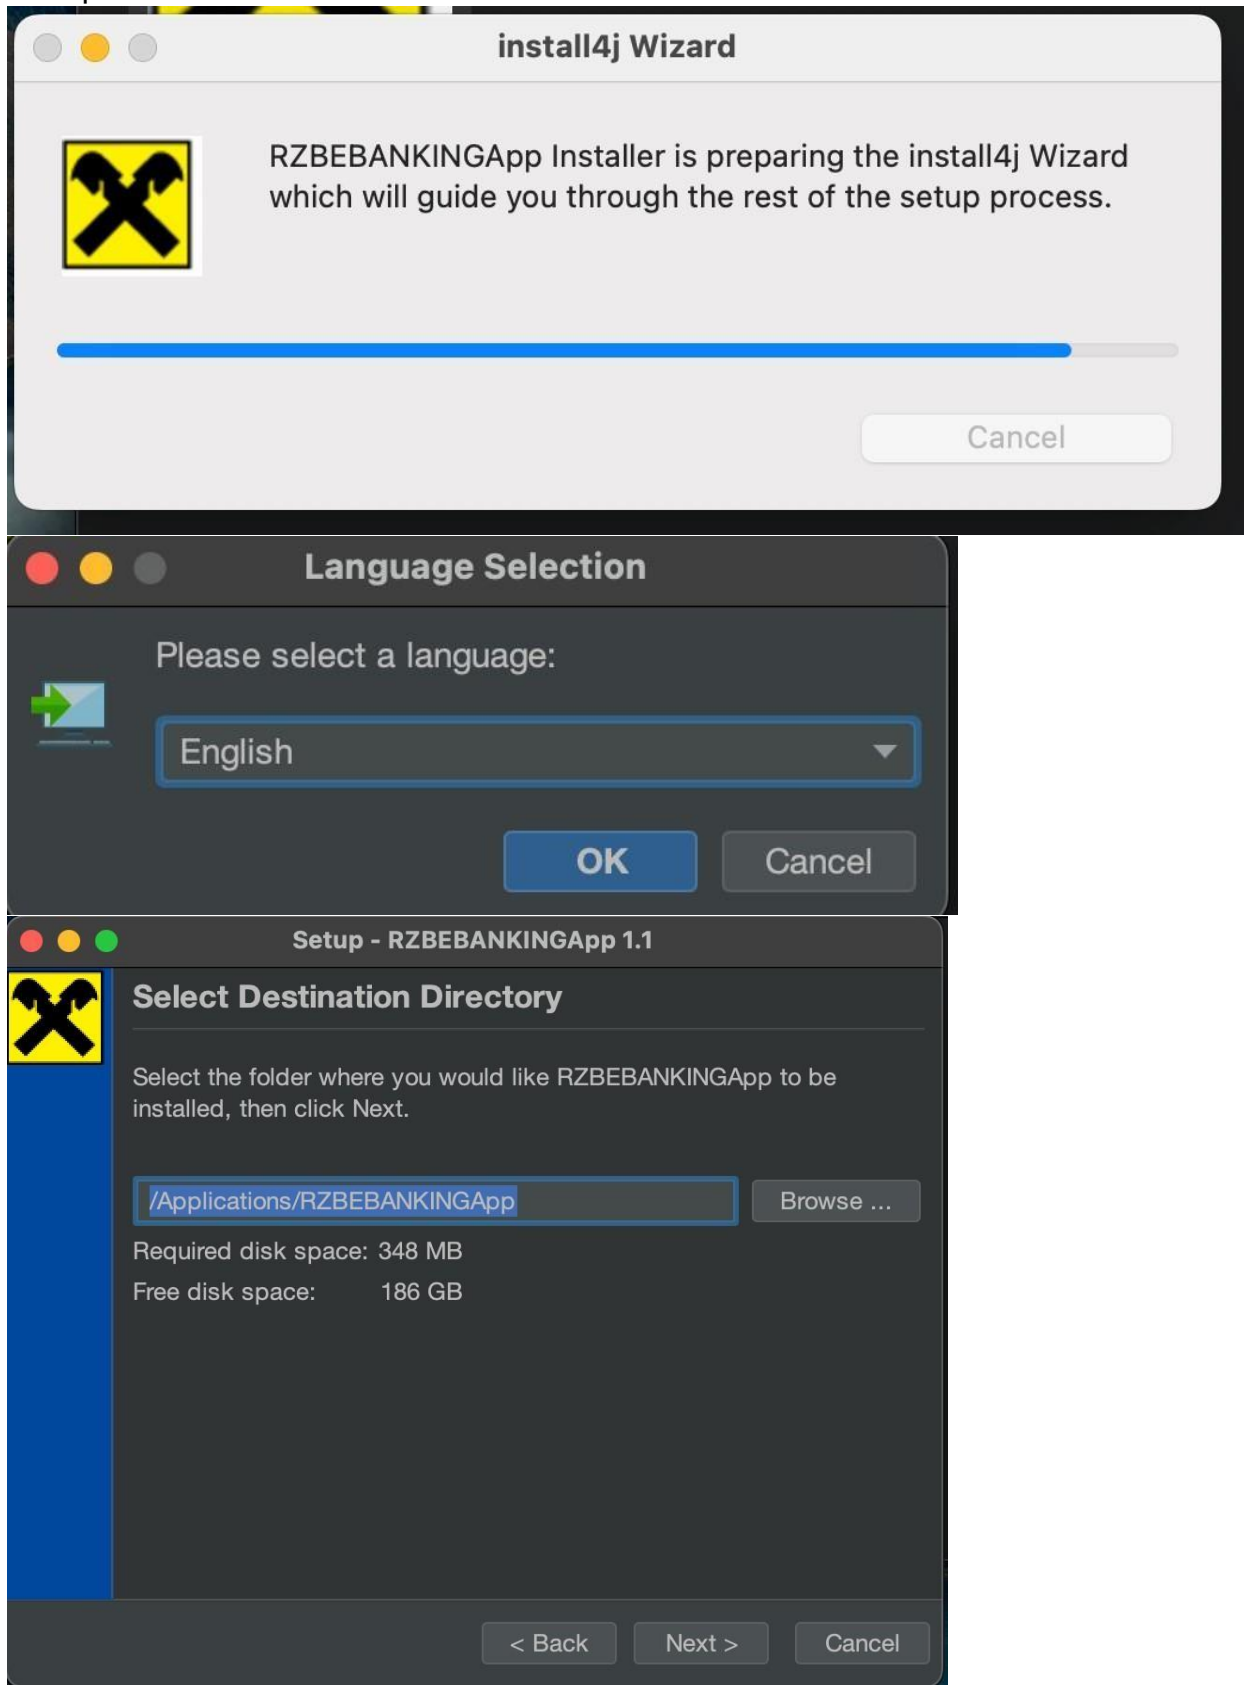 install4j Wizard
RZBEBANKINGApp Installer is preparing the install4j Wizard
which will guide you through the rest of the setup process.
Cancel
Language Selection
Please select a language:
English
OK Cancel
Setup - RZBEBANKINGApp 1.1
Select Destination Directory
Select the folder where you would like RZBEBANKINGApp to be
installed, then click Next.
/Applications/RZBEBANKINGApp Browse ...
Required disk space: 348 MB
Free disk space: 186 GB
< Back Next > Cancel